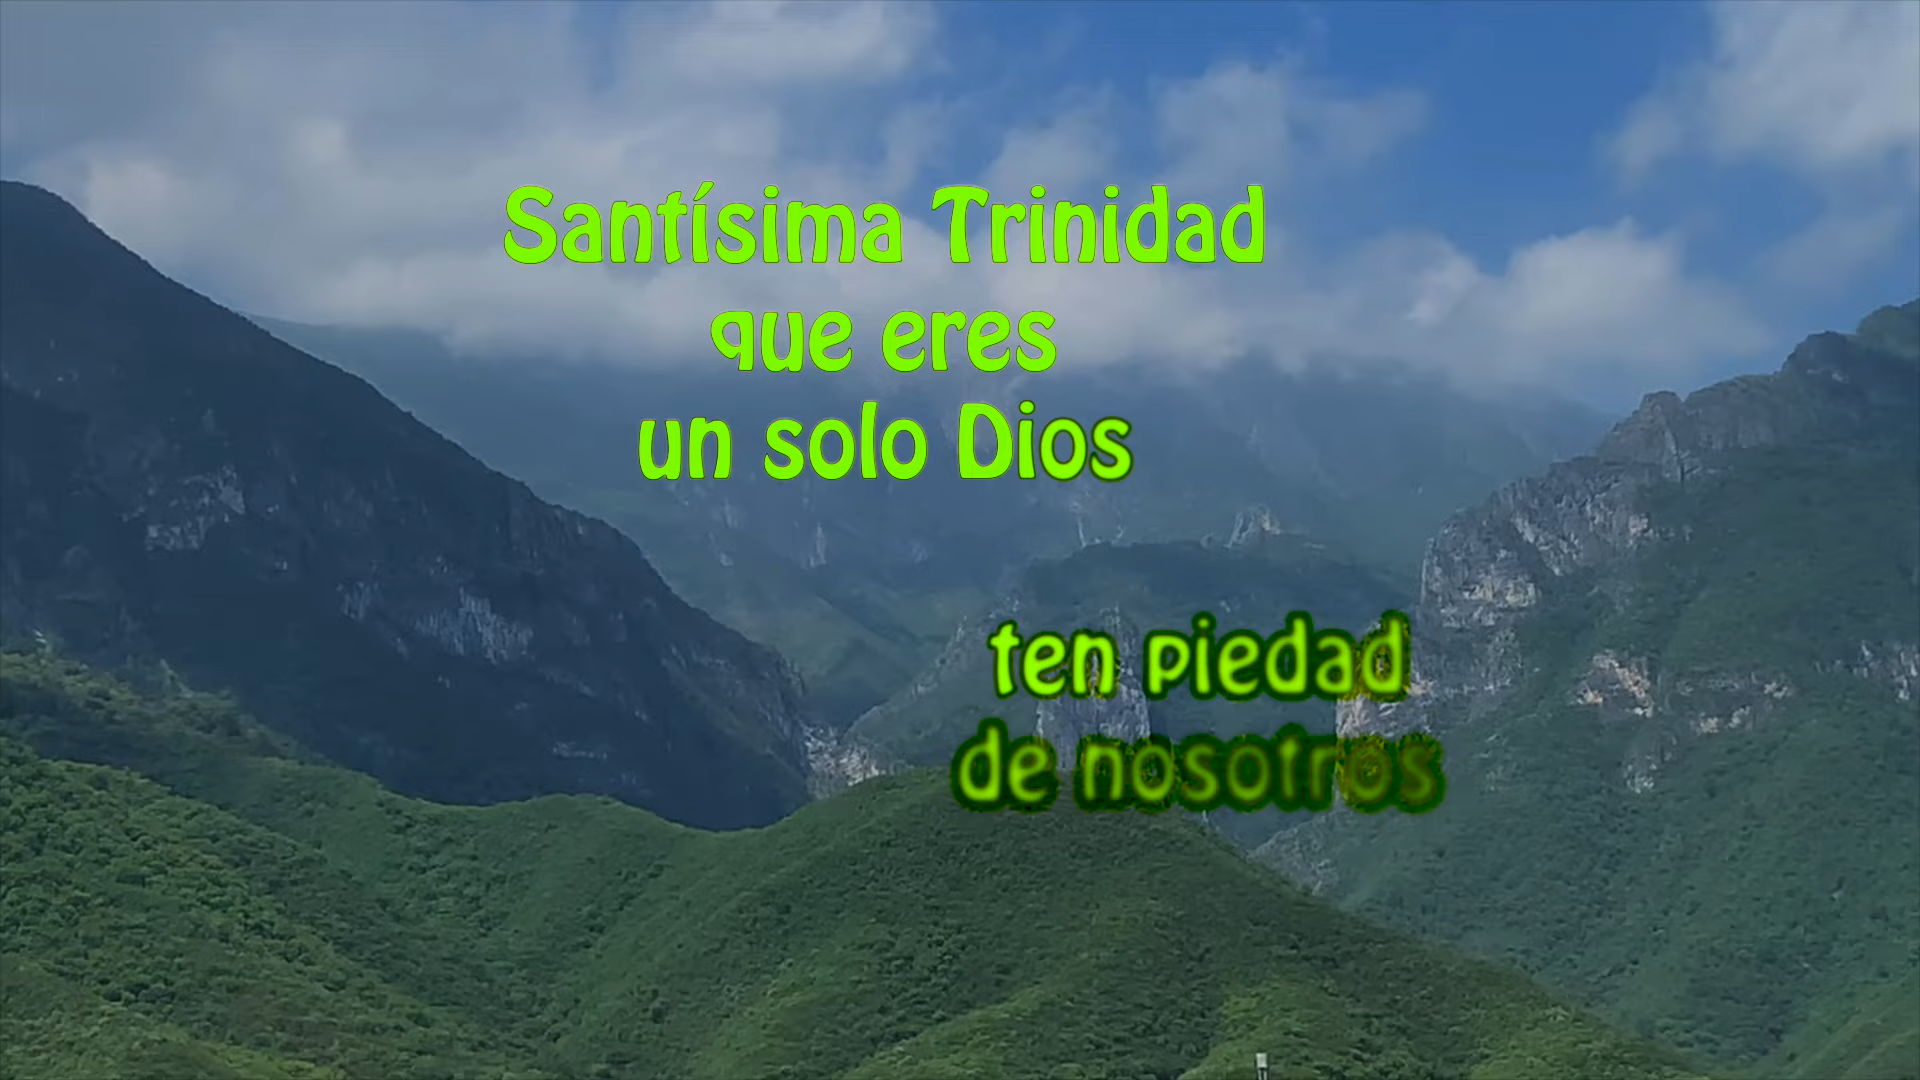 Santísima Trinidad
que eres
un solo Dios
ten piedad
de nosotros